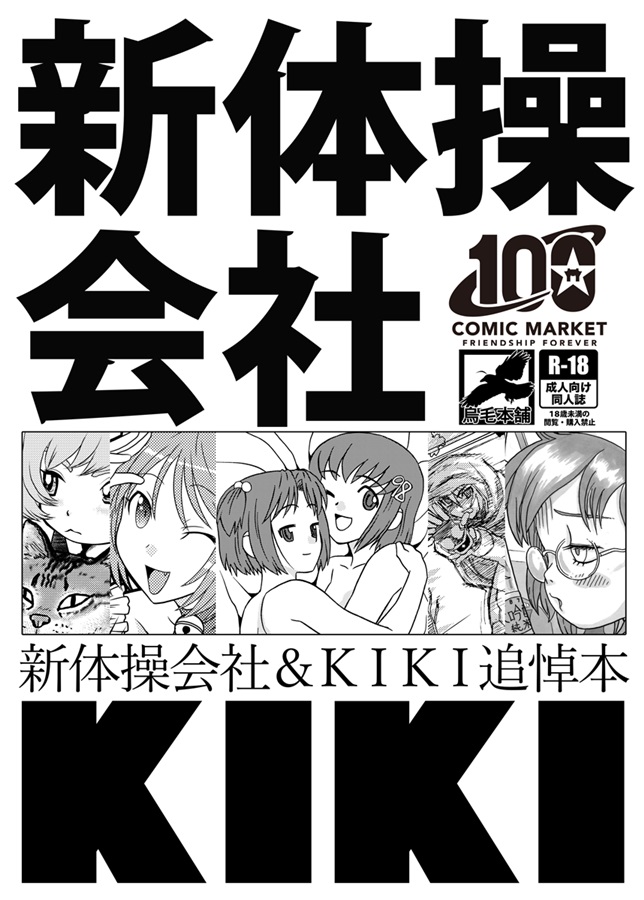 新体操
会社
100
COMIC MARKET
FRIENDSHIP FOREVER
烏毛本舗
R-18
成人向け
同人誌
18歳未満の
閲覧・購入禁止
新体操会社&KIKI追悼本
KIKI